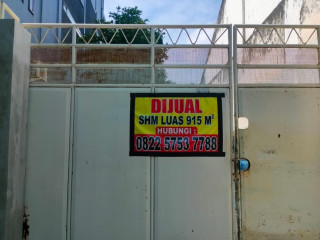 DIJUAL
SHM LUAS 915 M²
HUBUNGI :
0822 5753 7788